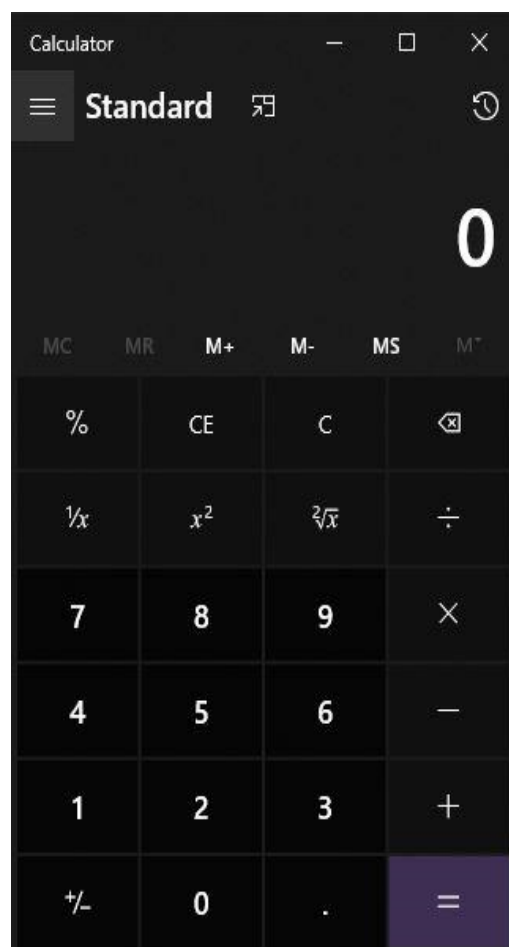 Calculator
Standard
0
MC MR M+ M- MS M˅
% CE C
¹/x x² ²√x ÷
7 8 9 ×
4 5 6 −
1 2 3 +
+/− 0 . =